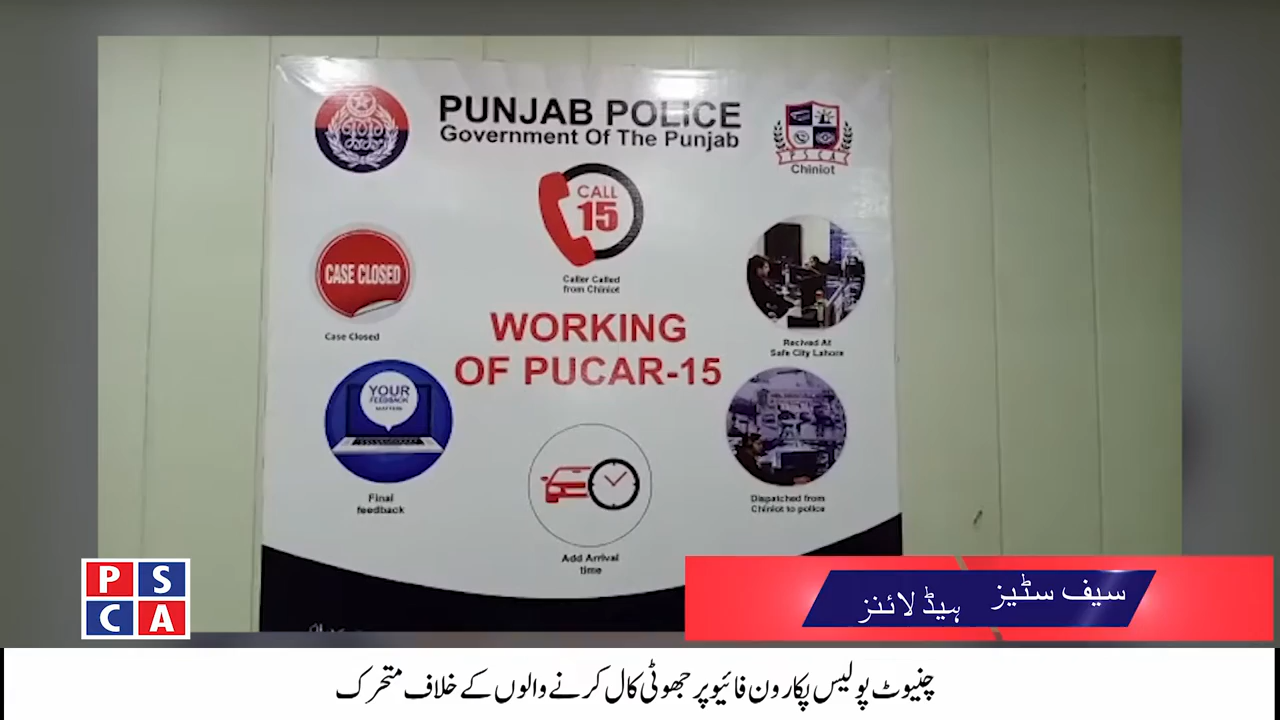 PUNJAB POLICE
Government Of The Punjab
PSCA
Chiniot
CALL
15
Caller Called
from Chiniot
CASE CLOSED
Case Closed
Recived At
Safe City Lahore
WORKING
OF PUCAR-15
YOUR
FEEDBACK
MATTERS
Final
feedback
Dispatched from
Chiniot to police
Add Arrival
time
P S
C A
سیف سٹیز
ہیڈ لائنز
چنیوٹ پولیس پکار ون فائیو پر جھوٹی کال کرنے والوں کے خلاف متحرک